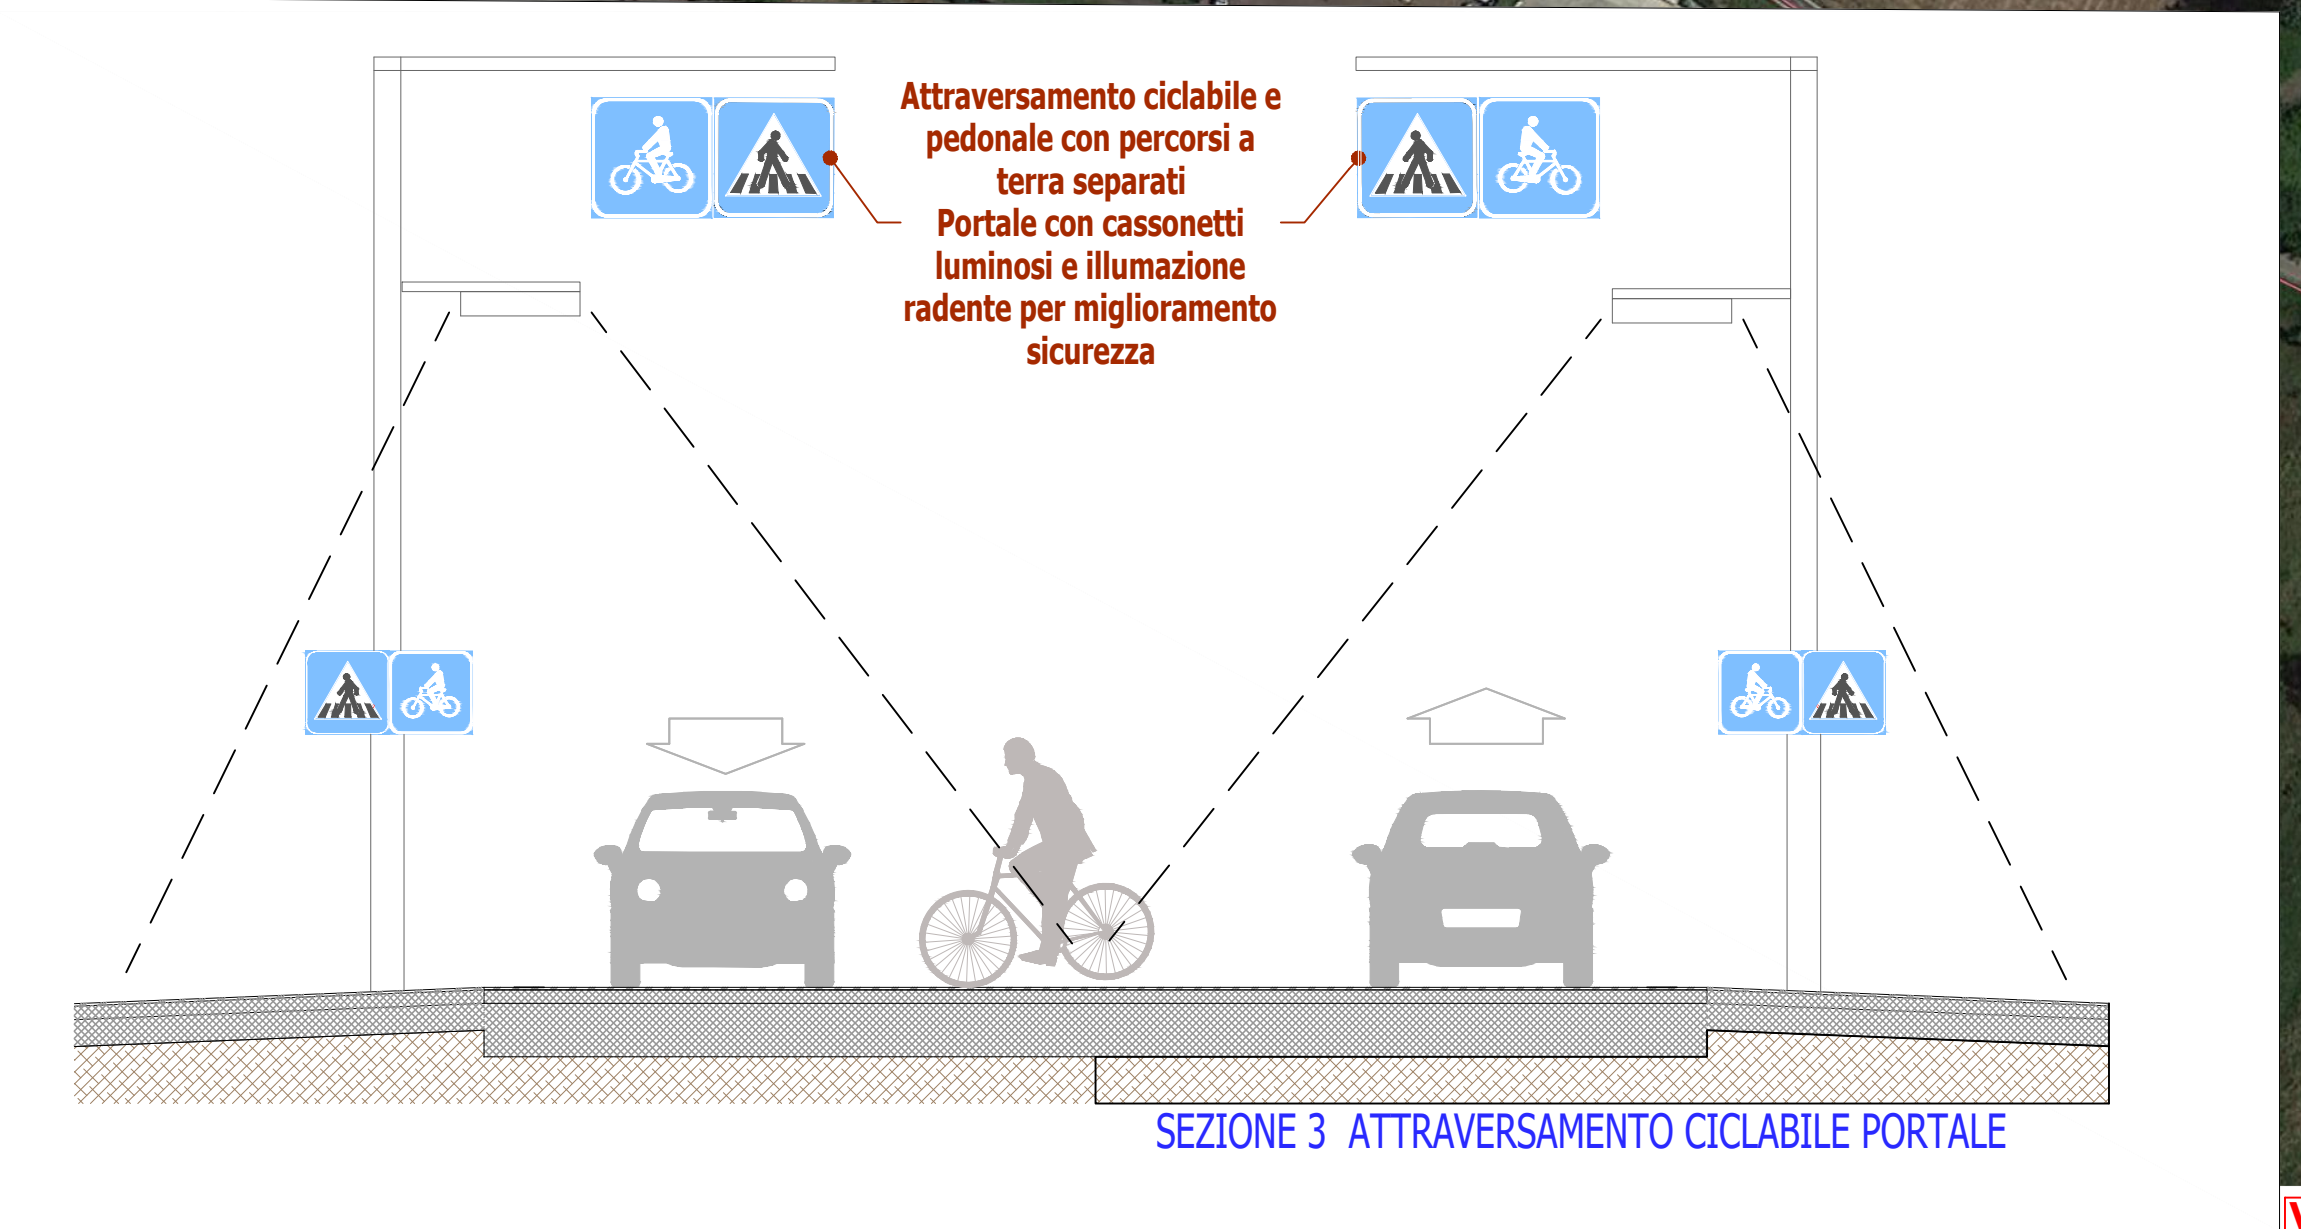 Attraversamento ciclabile e
pedonale con percorsi a
terra separati
Portale con cassonetti
luminosi e illumazione
radente per miglioramento
sicurezza
SEZIONE 3 ATTRAVERSAMENTO CICLABILE PORTALE